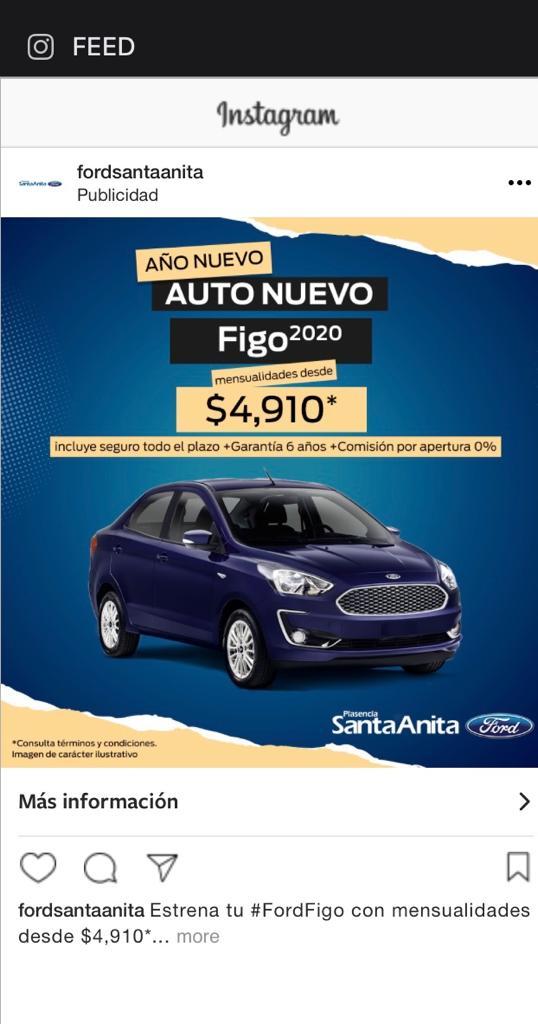 FEED
Instagram
SantaAnita Ford
fordsantaanita
Publicidad
AÑO NUEVO
AUTO NUEVO
Figo2020
mensualidades desde
$4,910*
incluye seguro todo el plazo +Garantía 6 años +Comisión por apertura 0%
Plasencia
SantaAnita Ford
*Consulta términos y condiciones.
Imagen de carácter ilustrativo
Más información
fordsantaanita Estrena tu #FordFigo con mensualidades
desde $4,910*... more